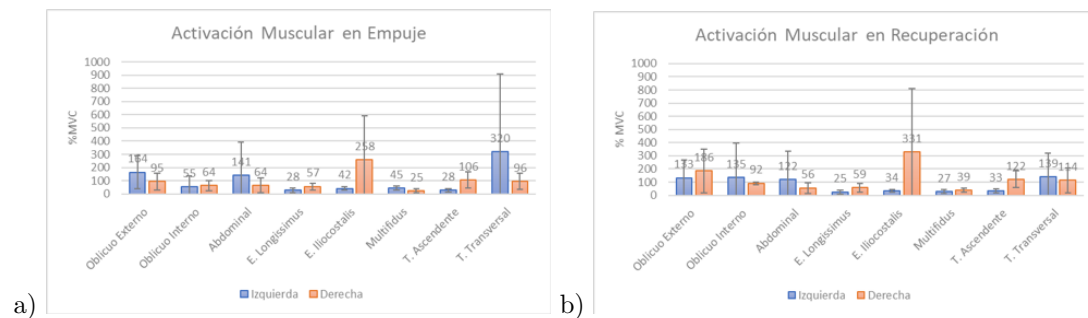 Activación Muscular en Empuje
%MVC
1000
900
800
700
600
500
400
300
200
100
0
164 95 55 64 141 64 28 57 42 258 45 25 28 106 320 96
Oblicuo Externo
Oblicuo Interno
Abdominal
E. Longissimus
E. Iliocostalis
Multifidus
T. Ascendente
T. Transversal
Izquierda Derecha
a)
Activación Muscular en Recuperación
% MVC
1000
900
800
700
600
500
400
300
200
100
0
133 186 135 92 122 56 25 59 34 331 27 39 33 122 139 114
Oblicuo Externo
Oblicuo Interno
Abdominal
E. Longissimus
E. Iliocostalis
Multifidus
T. Ascendente
T. Transversal
Izquierda Derecha
b)